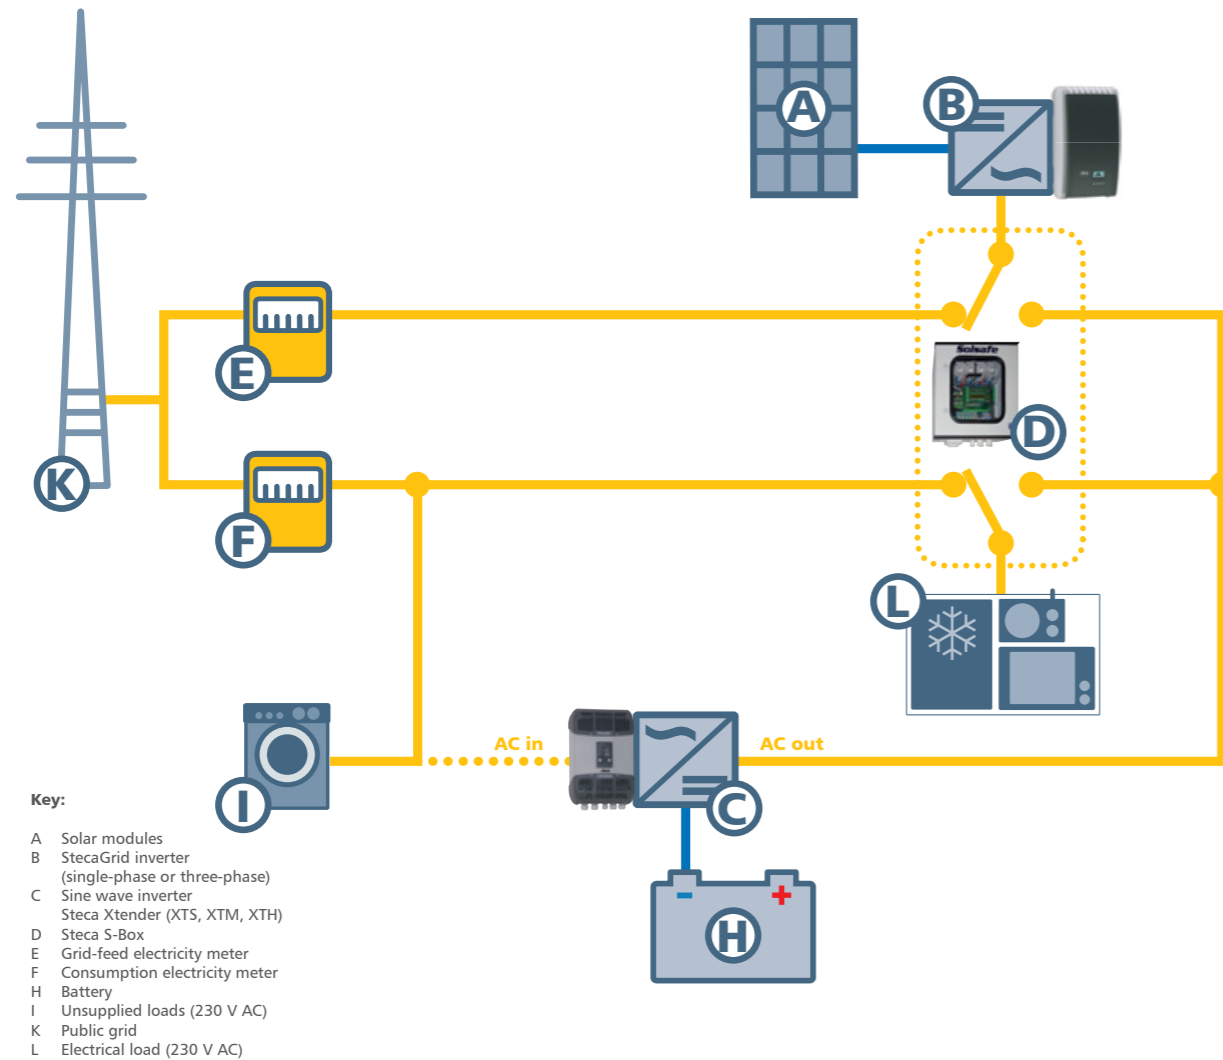 A
B
Solsafe
E
D
K
F
L
AC in
AC out
I
C
H
- +
Key:
A Solar modules
B StecaGrid inverter
(single-phase or three-phase)
C Sine wave inverter
Steca Xtender (XTS, XTM, XTH)
D Steca S-Box
E Grid-feed electricity meter
F Consumption electricity meter
H Battery
I Unsupplied loads (230 V AC)
K Public grid
L Electrical load (230 V AC)